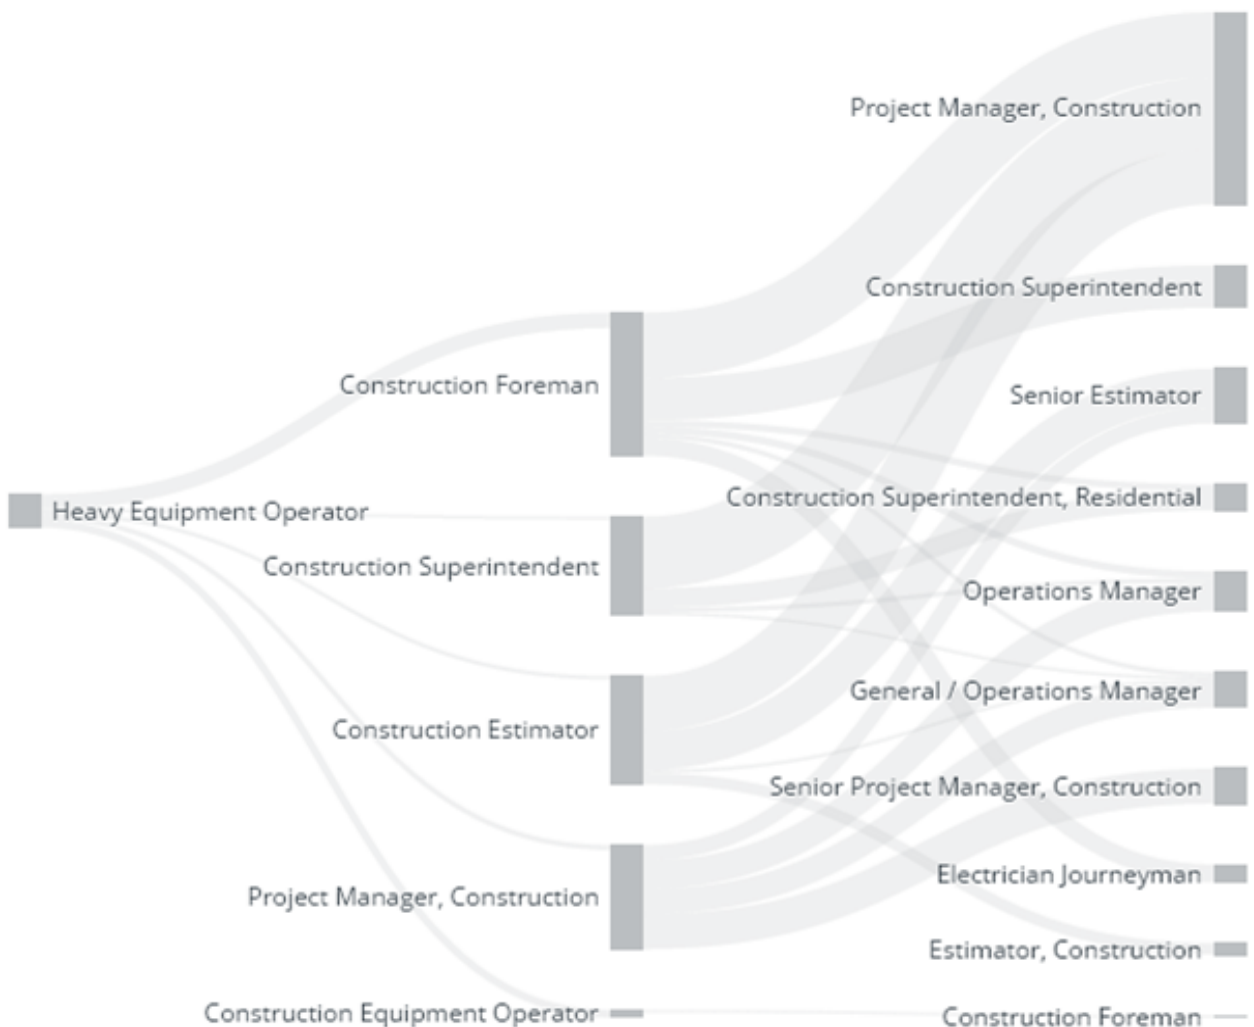 Heavy Equipment Operator
Construction Foreman
Construction Superintendent
Construction Estimator
Project Manager, Construction
Construction Equipment Operator
Project Manager, Construction
Construction Superintendent
Senior Estimator
Construction Superintendent, Residential
Operations Manager
General / Operations Manager
Senior Project Manager, Construction
Electrician Journeyman
Estimator, Construction
Construction Foreman